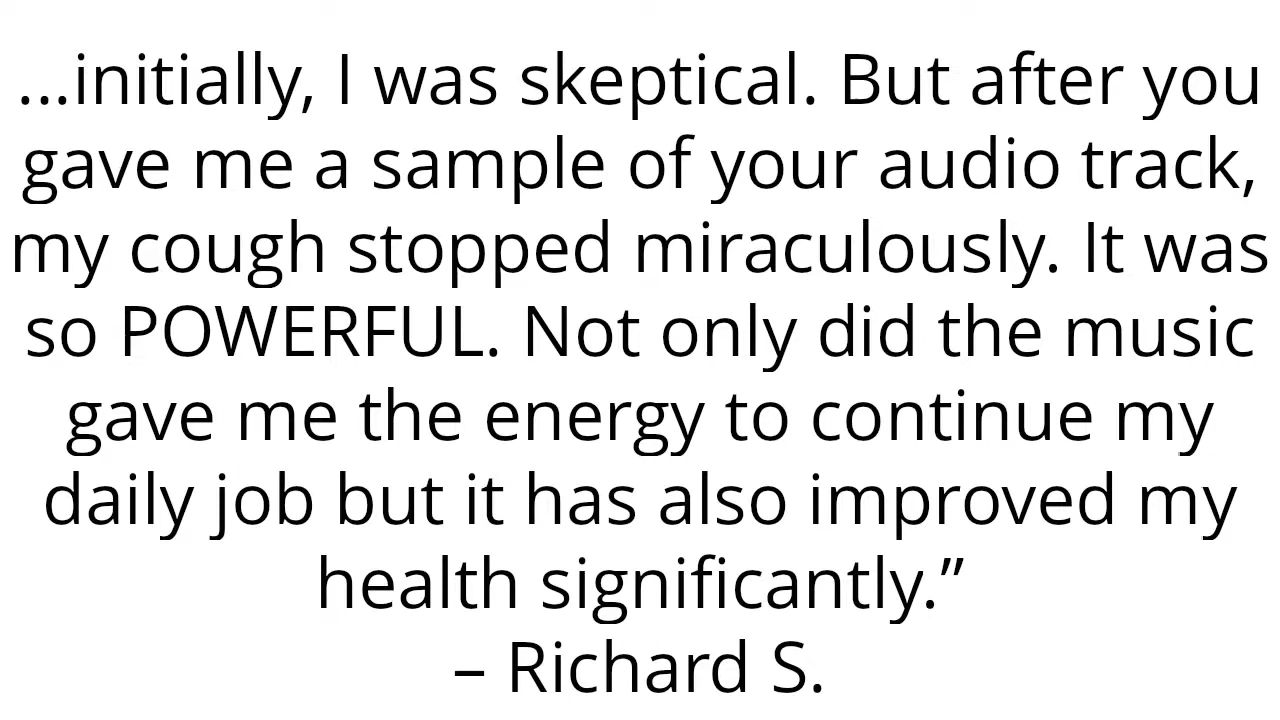 ...initially, I was skeptical. But after you
gave me a sample of your audio track,
my cough stopped miraculously. It was
so POWERFUL. Not only did the music
gave me the energy to continue my
daily job but it has also improved my
health significantly.”
– Richard S.